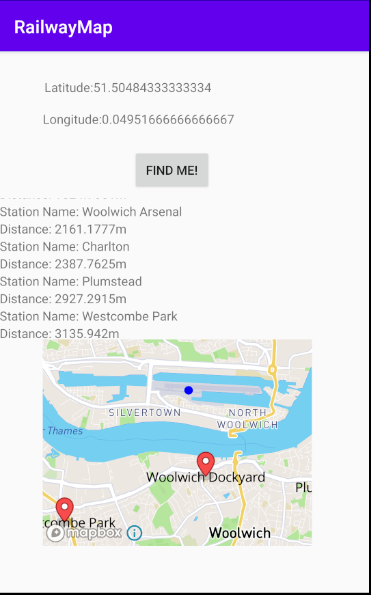 RailwayMap
Latitude:51.50484333333334
Longitude:0.04951666666666667
FIND ME!
Station Name: Woolwich Arsenal
Distance: 2161.1777m
Station Name: Charlton
Distance: 2387.7625m
Station Name: Plumstead
Distance: 2927.2915m
Station Name: Westcombe Park
Distance: 3135.942m
SILVERTOWN
NORTH
WOOLWICH
Thames
Woolwich Dockyard
Plu
combe Park
mapbox
Woolwich